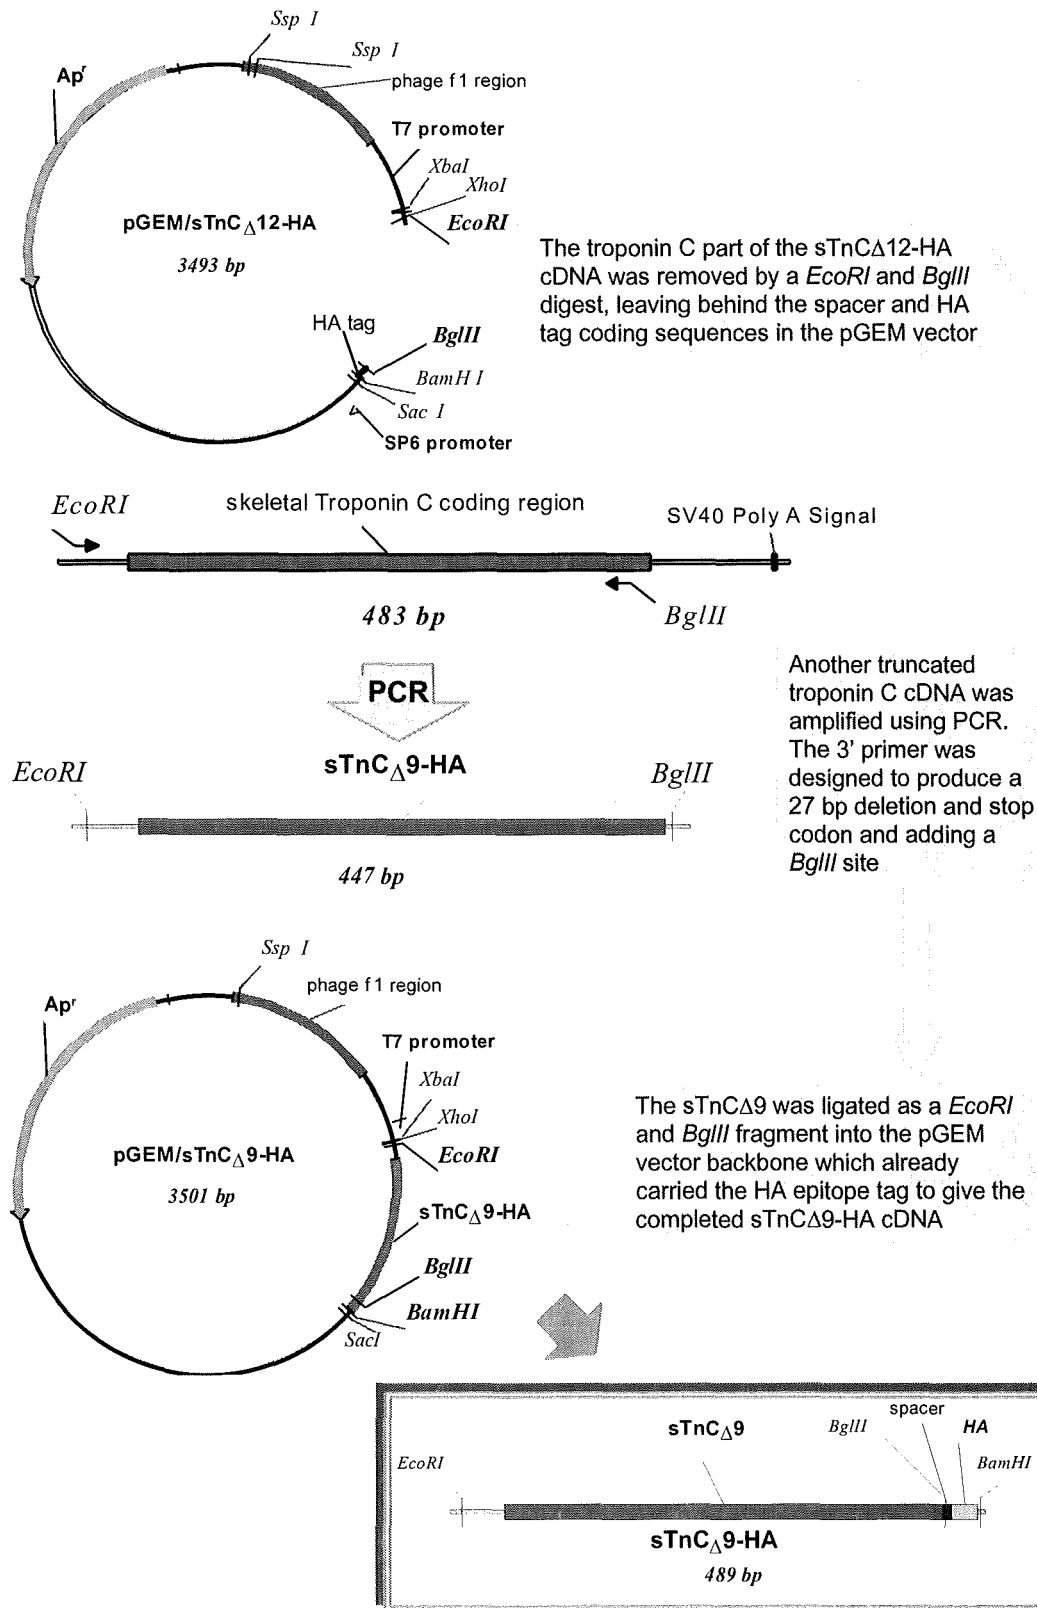 Ssp I
Ssp I
phage f1 region
Apʳ
T7 promoter
XbaI
XhoI
EcoRI
pGEM/sTnCΔ12-HA
3493 bp
The troponin C part of the sTnCΔ12-HA
cDNA was removed by a EcoRI and BglII
digest, leaving behind the spacer and HA
tag coding sequences in the pGEM vector
HA tag
BglII
BamH I
Sac I
SP6 promoter
EcoRI
skeletal Troponin C coding region
SV40 Poly A Signal
483 bp
BglII
PCR
Another truncated
troponin C cDNA was
amplified using PCR.
The 3' primer was
designed to produce a
27 bp deletion and stop
codon and adding a
BglII site
sTnCΔ9-HA
EcoRI
BglII
447 bp
Ssp I
phage f1 region
Apʳ
T7 promoter
XbaI
XhoI
EcoRI
pGEM/sTnCΔ9-HA
3501 bp
sTnCΔ9-HA
BglII
BamHI
SacI
The sTnCΔ9 was ligated as a EcoRI
and BglII fragment into the pGEM
vector backbone which already
carried the HA epitope tag to give the
completed sTnCΔ9-HA cDNA
spacer
sTnCΔ9
BglII
HA
EcoRI
BamHI
sTnCΔ9-HA
489 bp